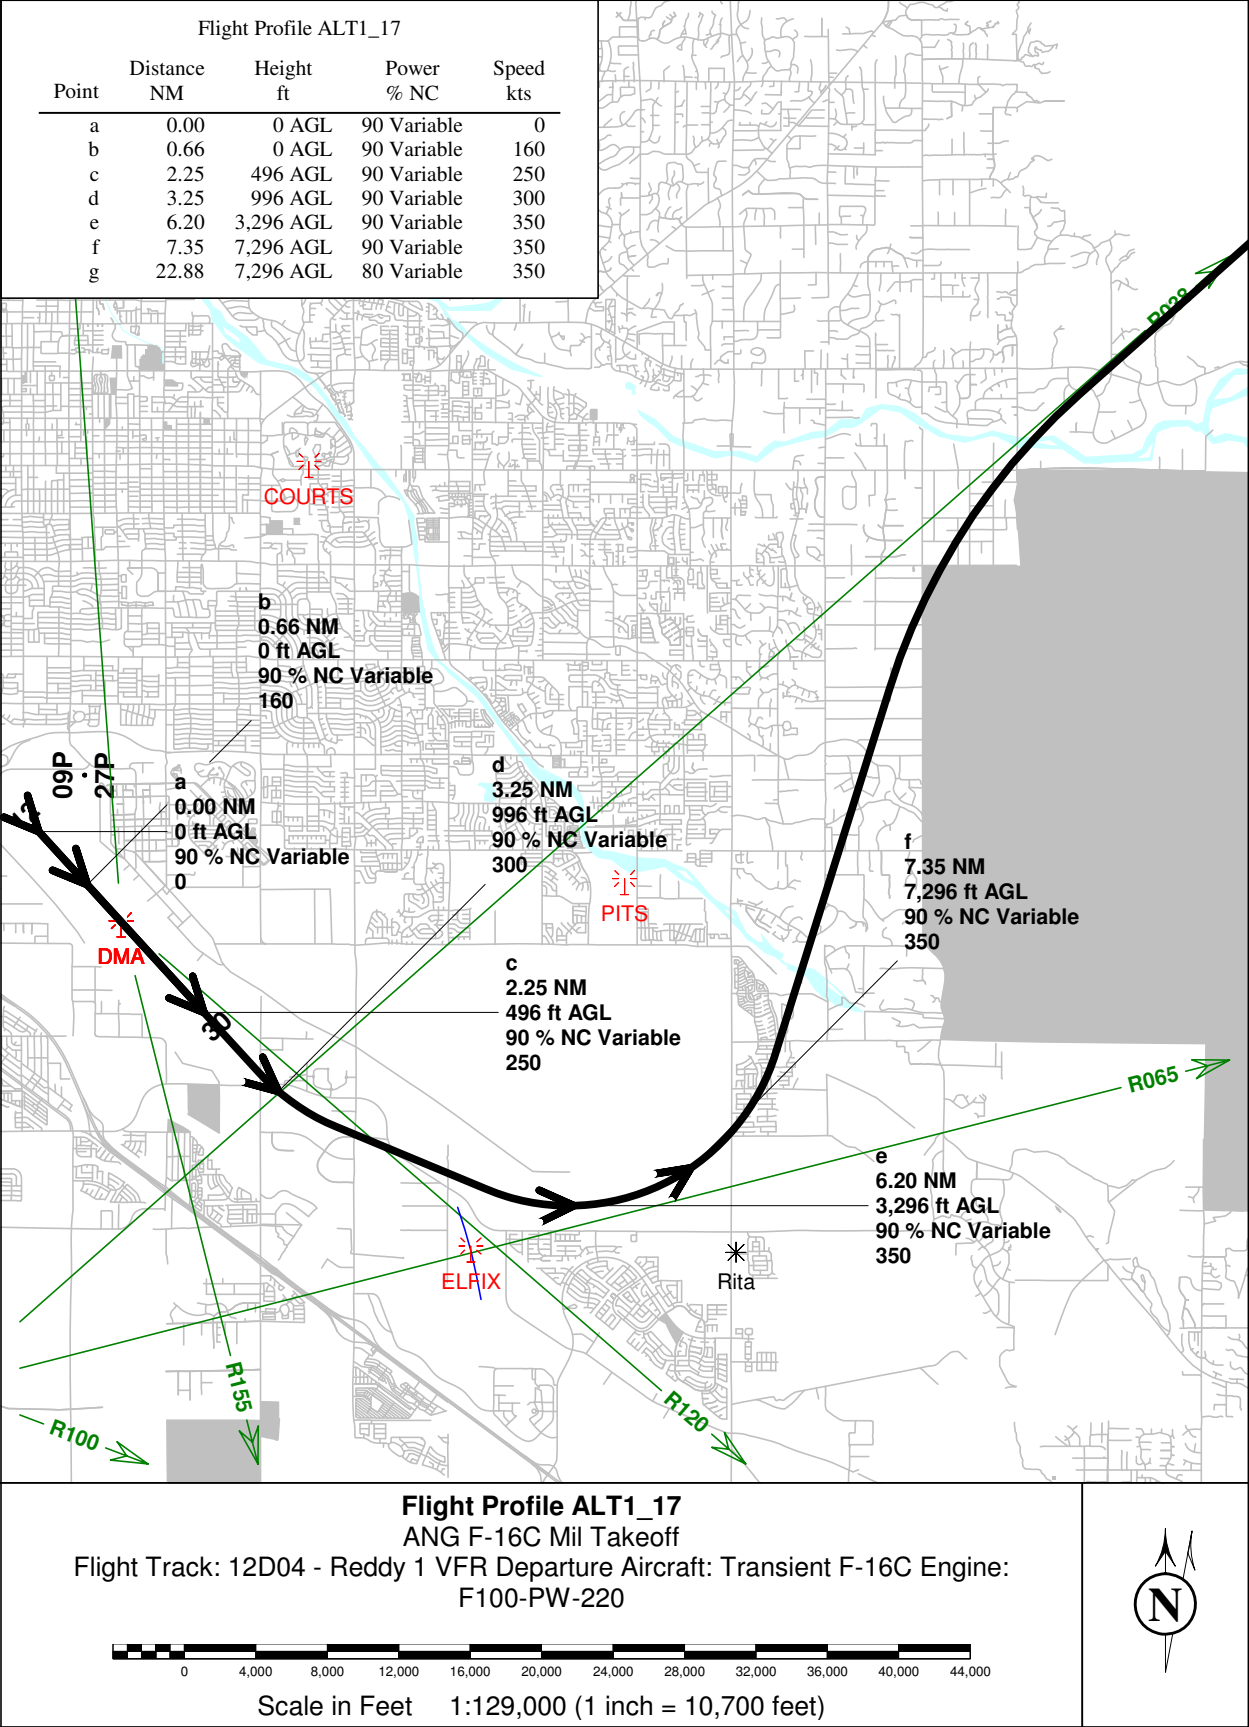 Flight Profile ALT1_17
Distance Height Power Speed
Point NM ft % NC kts
a 0.00 0 AGL 90 Variable 0
b 0.66 0 AGL 90 Variable 160
c 2.25 496 AGL 90 Variable 250
d 3.25 996 AGL 90 Variable 300
e 6.20 3,296 AGL 90 Variable 350
f 7.35 7,296 AGL 90 Variable 350
g 22.88 7,296 AGL 80 Variable 350
COURTS
b
0.66 NM
0 ft AGL
90 % NC Variable
160
09P
27P
a
0.00 NM
0 ft AGL
90 % NC Variable
0
d
3.25 NM
996 ft AGL
90 % NC Variable
300
f
7.35 NM
7,296 ft AGL
90 % NC Variable
350
PITS
DMA
c
2.25 NM
496 ft AGL
90 % NC Variable
250
30
R065
e
6.20 NM
3,296 ft AGL
90 % NC Variable
350
ELFIX
Rita
R155
R120
R100
Flight Profile ALT1_17
ANG F-16C Mil Takeoff
Flight Track: 12D04 - Reddy 1 VFR Departure Aircraft: Transient F-16C Engine:
F100-PW-220
0 4,000 8,000 12,000 16,000 20,000 24,000 28,000 32,000 36,000 40,000 44,000
Scale in Feet 1:129,000 (1 inch = 10,700 feet)
N